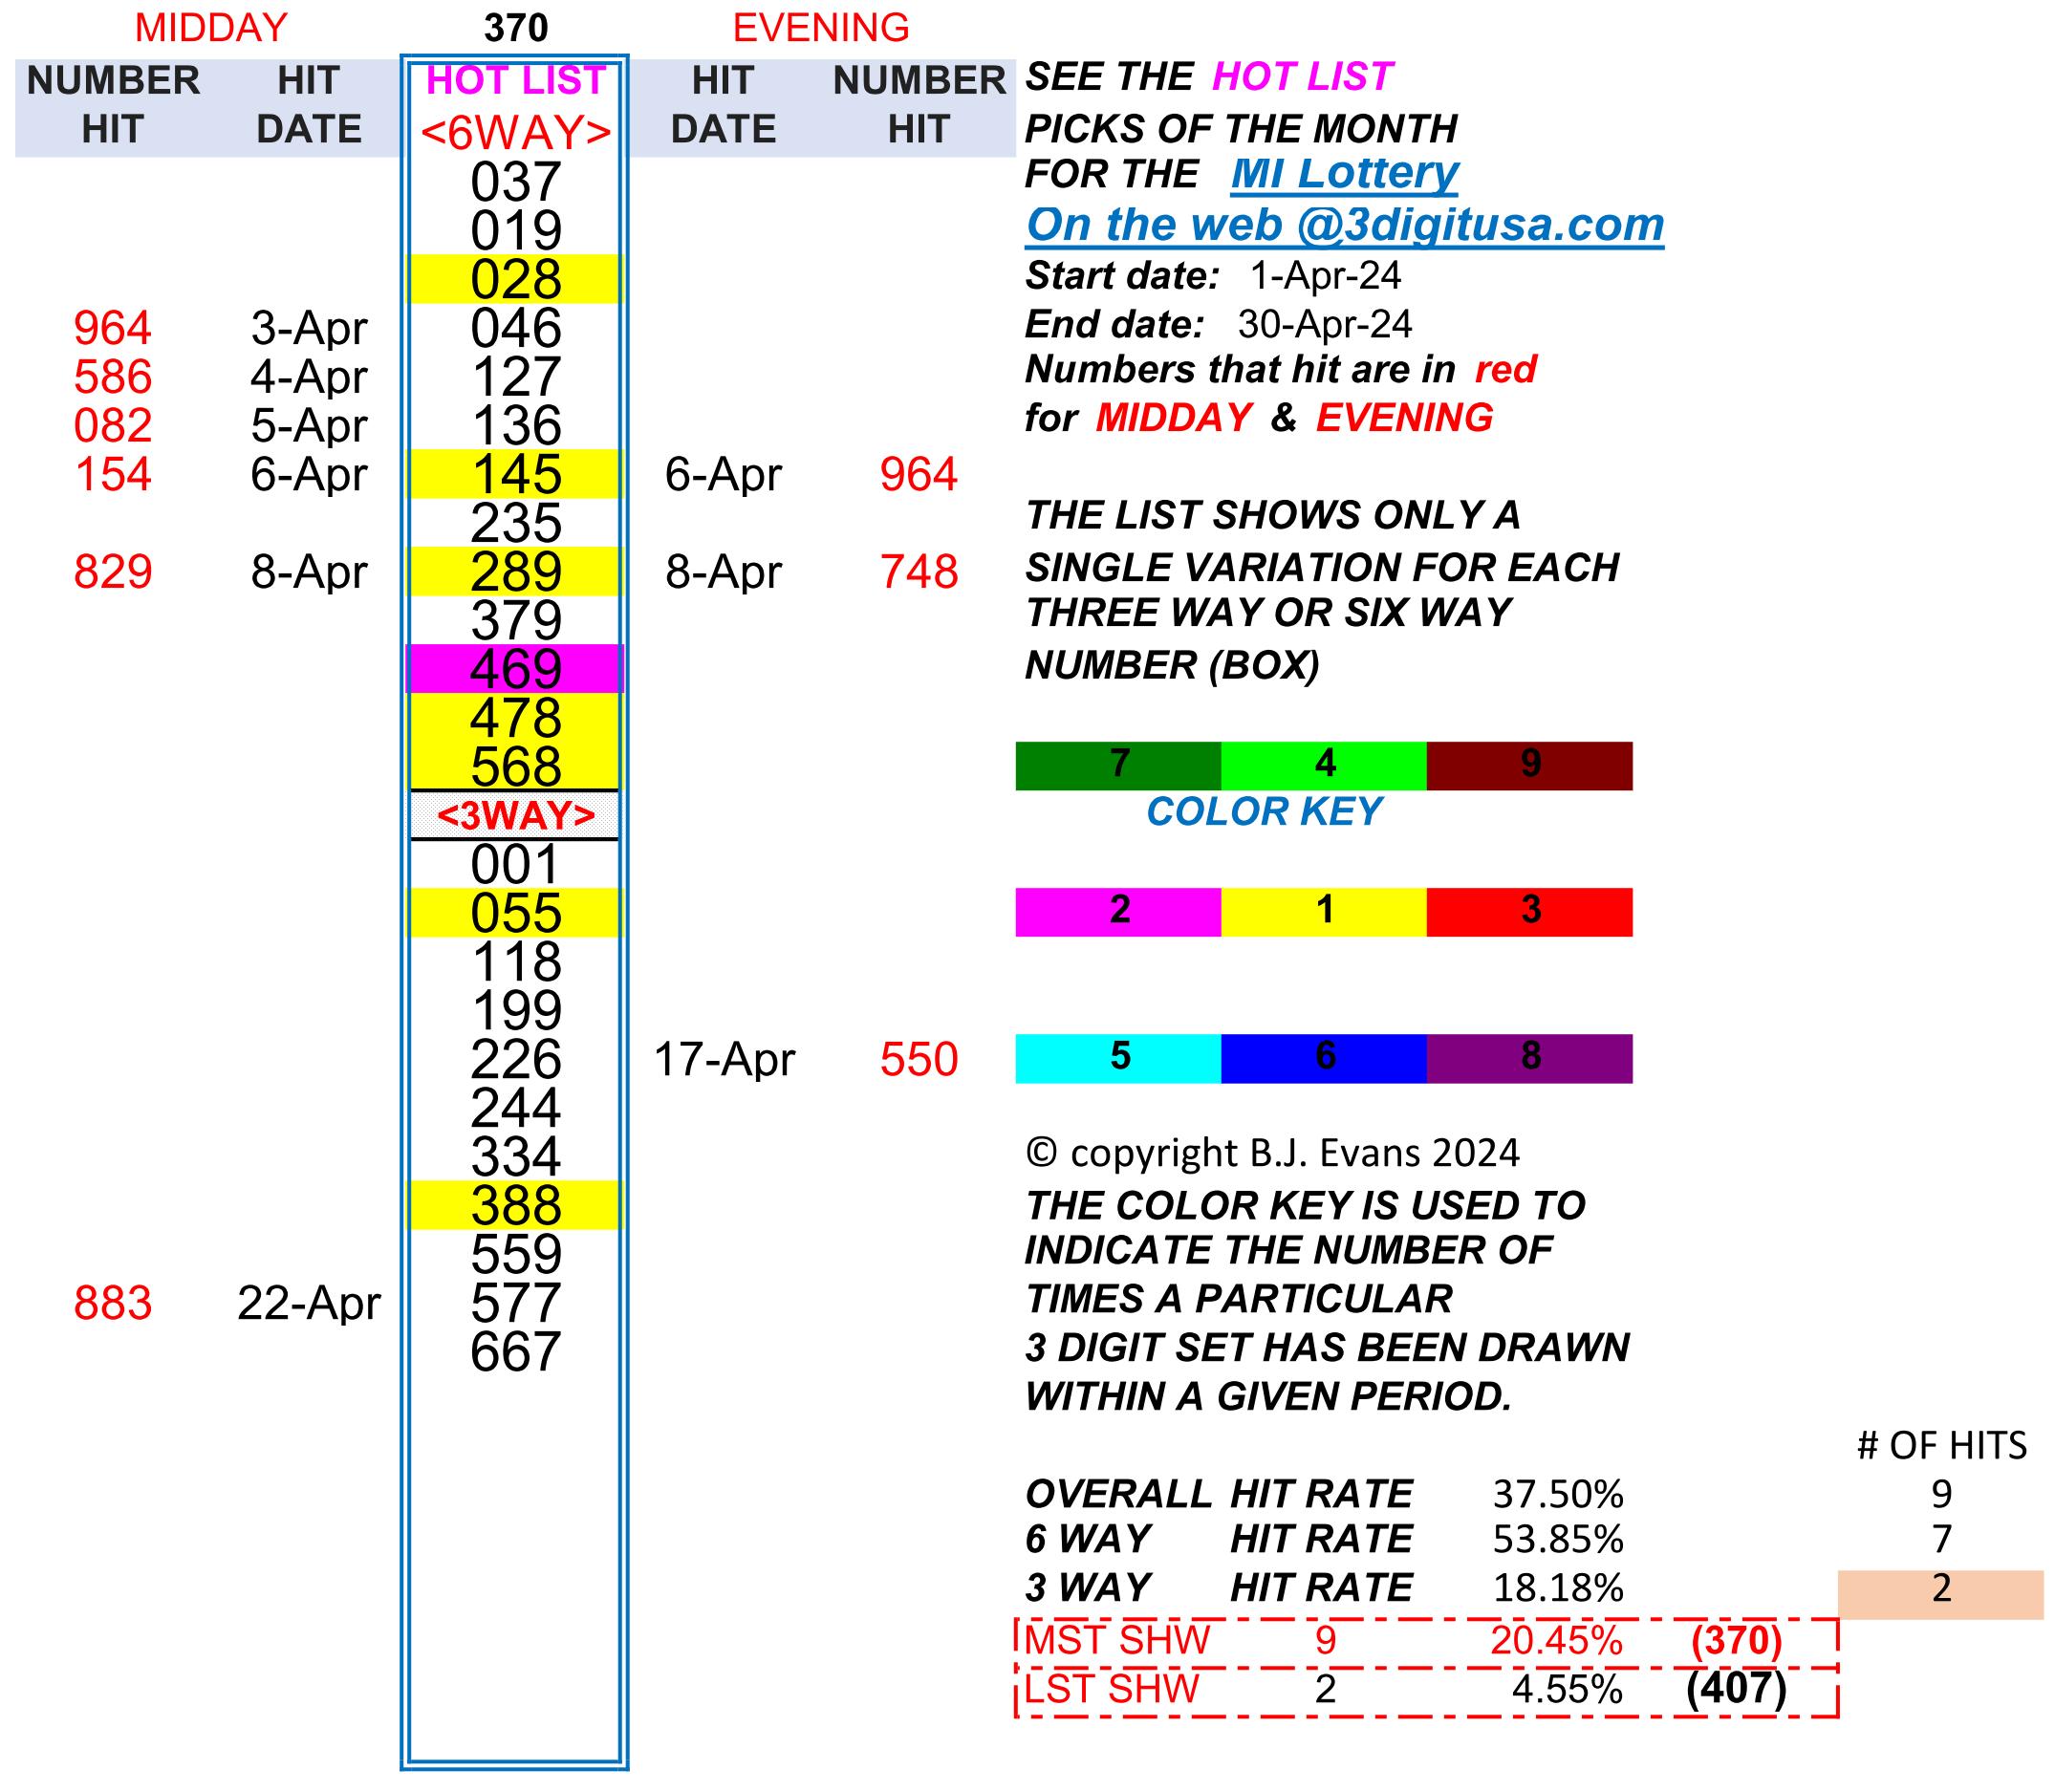 MIDDAY 370 EVENING
NUMBER HIT HOT LIST HIT NUMBER SEE THE HOT LIST
HIT DATE <6WAY> DATE HIT PICKS OF THE MONTH
037 FOR THE MI Lottery
019 On the web @3digitusa.com
028 Start date: 1-Apr-24
964 3-Apr 046 End date: 30-Apr-24
586 4-Apr 127 Numbers that hit are in red
082 5-Apr 136 for MIDDAY & EVENING
154 6-Apr 145 6-Apr 964
235 THE LIST SHOWS ONLY A
829 8-Apr 289 8-Apr 748 SINGLE VARIATION FOR EACH
379 THREE WAY OR SIX WAY
469 NUMBER (BOX)
478
568 7 4 9
<3WAY> COLOR KEY
001
055 2 1 3
118
199
226 17-Apr 550 5 6 8
244
334 © copyright B.J. Evans 2024
388 THE COLOR KEY IS USED TO
559 INDICATE THE NUMBER OF
883 22-Apr 577 TIMES A PARTICULAR
667 3 DIGIT SET HAS BEEN DRAWN
WITHIN A GIVEN PERIOD.
# OF HITS
OVERALL HIT RATE 37.50% 9
6 WAY HIT RATE 53.85% 7
3 WAY HIT RATE 18.18% 2
MST SHW 9 20.45% (370)
LST SHW 2 4.55% (407)